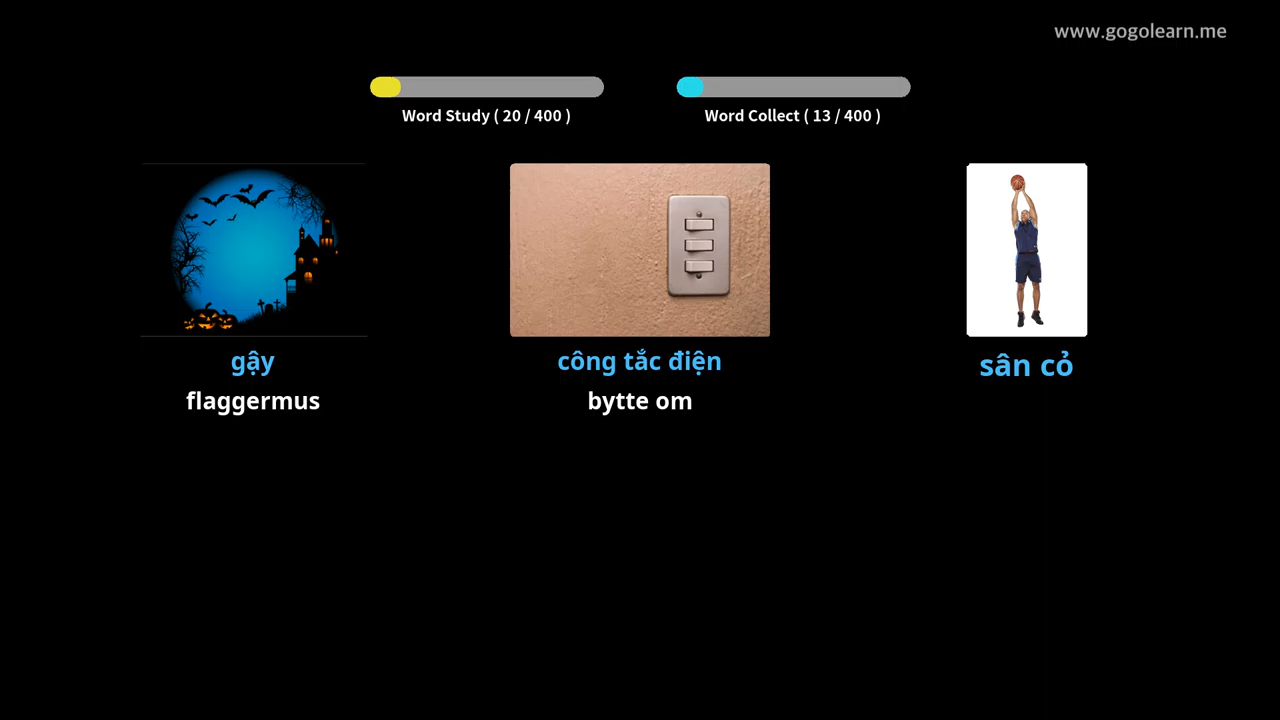 www.gogolearn.me
Word Study ( 20 / 400 )
Word Collect ( 13 / 400 )
gậy
flaggermus
công tắc điện
bytte om
sân cỏ